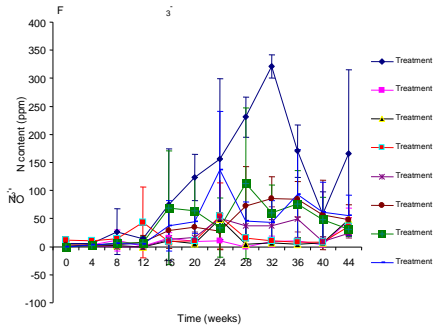 F
3
-
400
350
300
250
200
150
100
50
0
-50
-100
N content (ppm)
NO
0 4 8 12 16 20 24 28 32 36 40 44
Time (weeks)
Treatment
Treatment
Treatment
Treatment
Treatment
Treatment
Treatment
Treatment